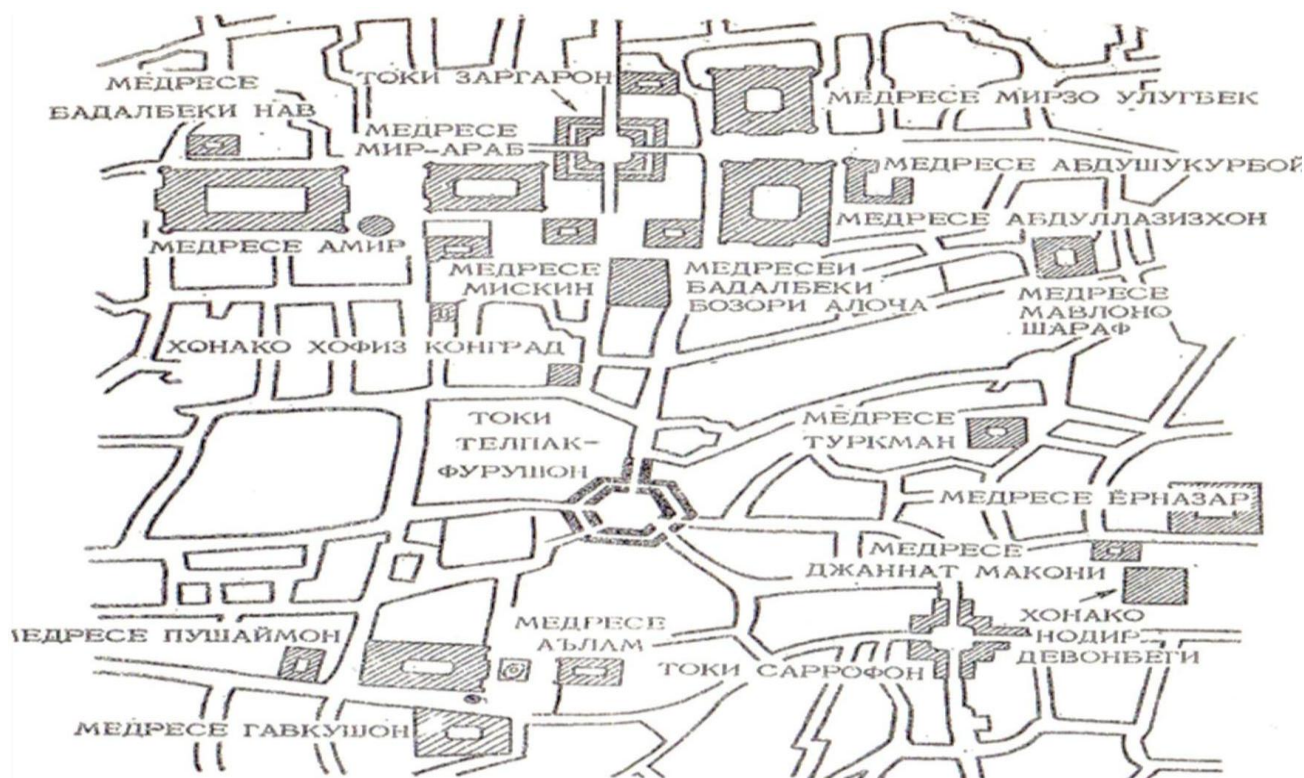 МЕДРЕСЕ
БАДАЛБЕКИ НАВ
ТОКИ ЗАРГАРОН
МЕДРЕСЕ МИРЗО УЛУГБЕК
МЕДРЕСЕ
МИР-АРАБ
МЕДРЕСЕ АБДУШУКУРБОЙ
МЕДРЕСЕ АБДУЛЛАЗИЗХОН
МЕДРЕСЕ АМИР
МЕДРЕСЕ
МИСКИН
МЕДРЕСЕИ
БАДАЛБЕКИ
БОЗОРИ АЛОЧА
МЕДРЕСЕ
МАВЛОНО
ШАРАФ
ХОНАКО ХОФИЗ КОНГРАД
ТОКИ
ТЕЛПАК-
ФУРУШОН
МЕДРЕСЕ
ТУРКМАН
МЕДРЕСЕ ЁРНАЗАР
МЕДРЕСЕ
ДЖАННАТ МАКОНИ
ХОНАКО
НОДИР
ДЕВОНБЕГИ
МЕДРЕСЕ ПУШАЙМОН
МЕДРЕСЕ
АЪЛАМ
ТОКИ САРРОФОН
МЕДРЕСЕ ГАВКУШОН